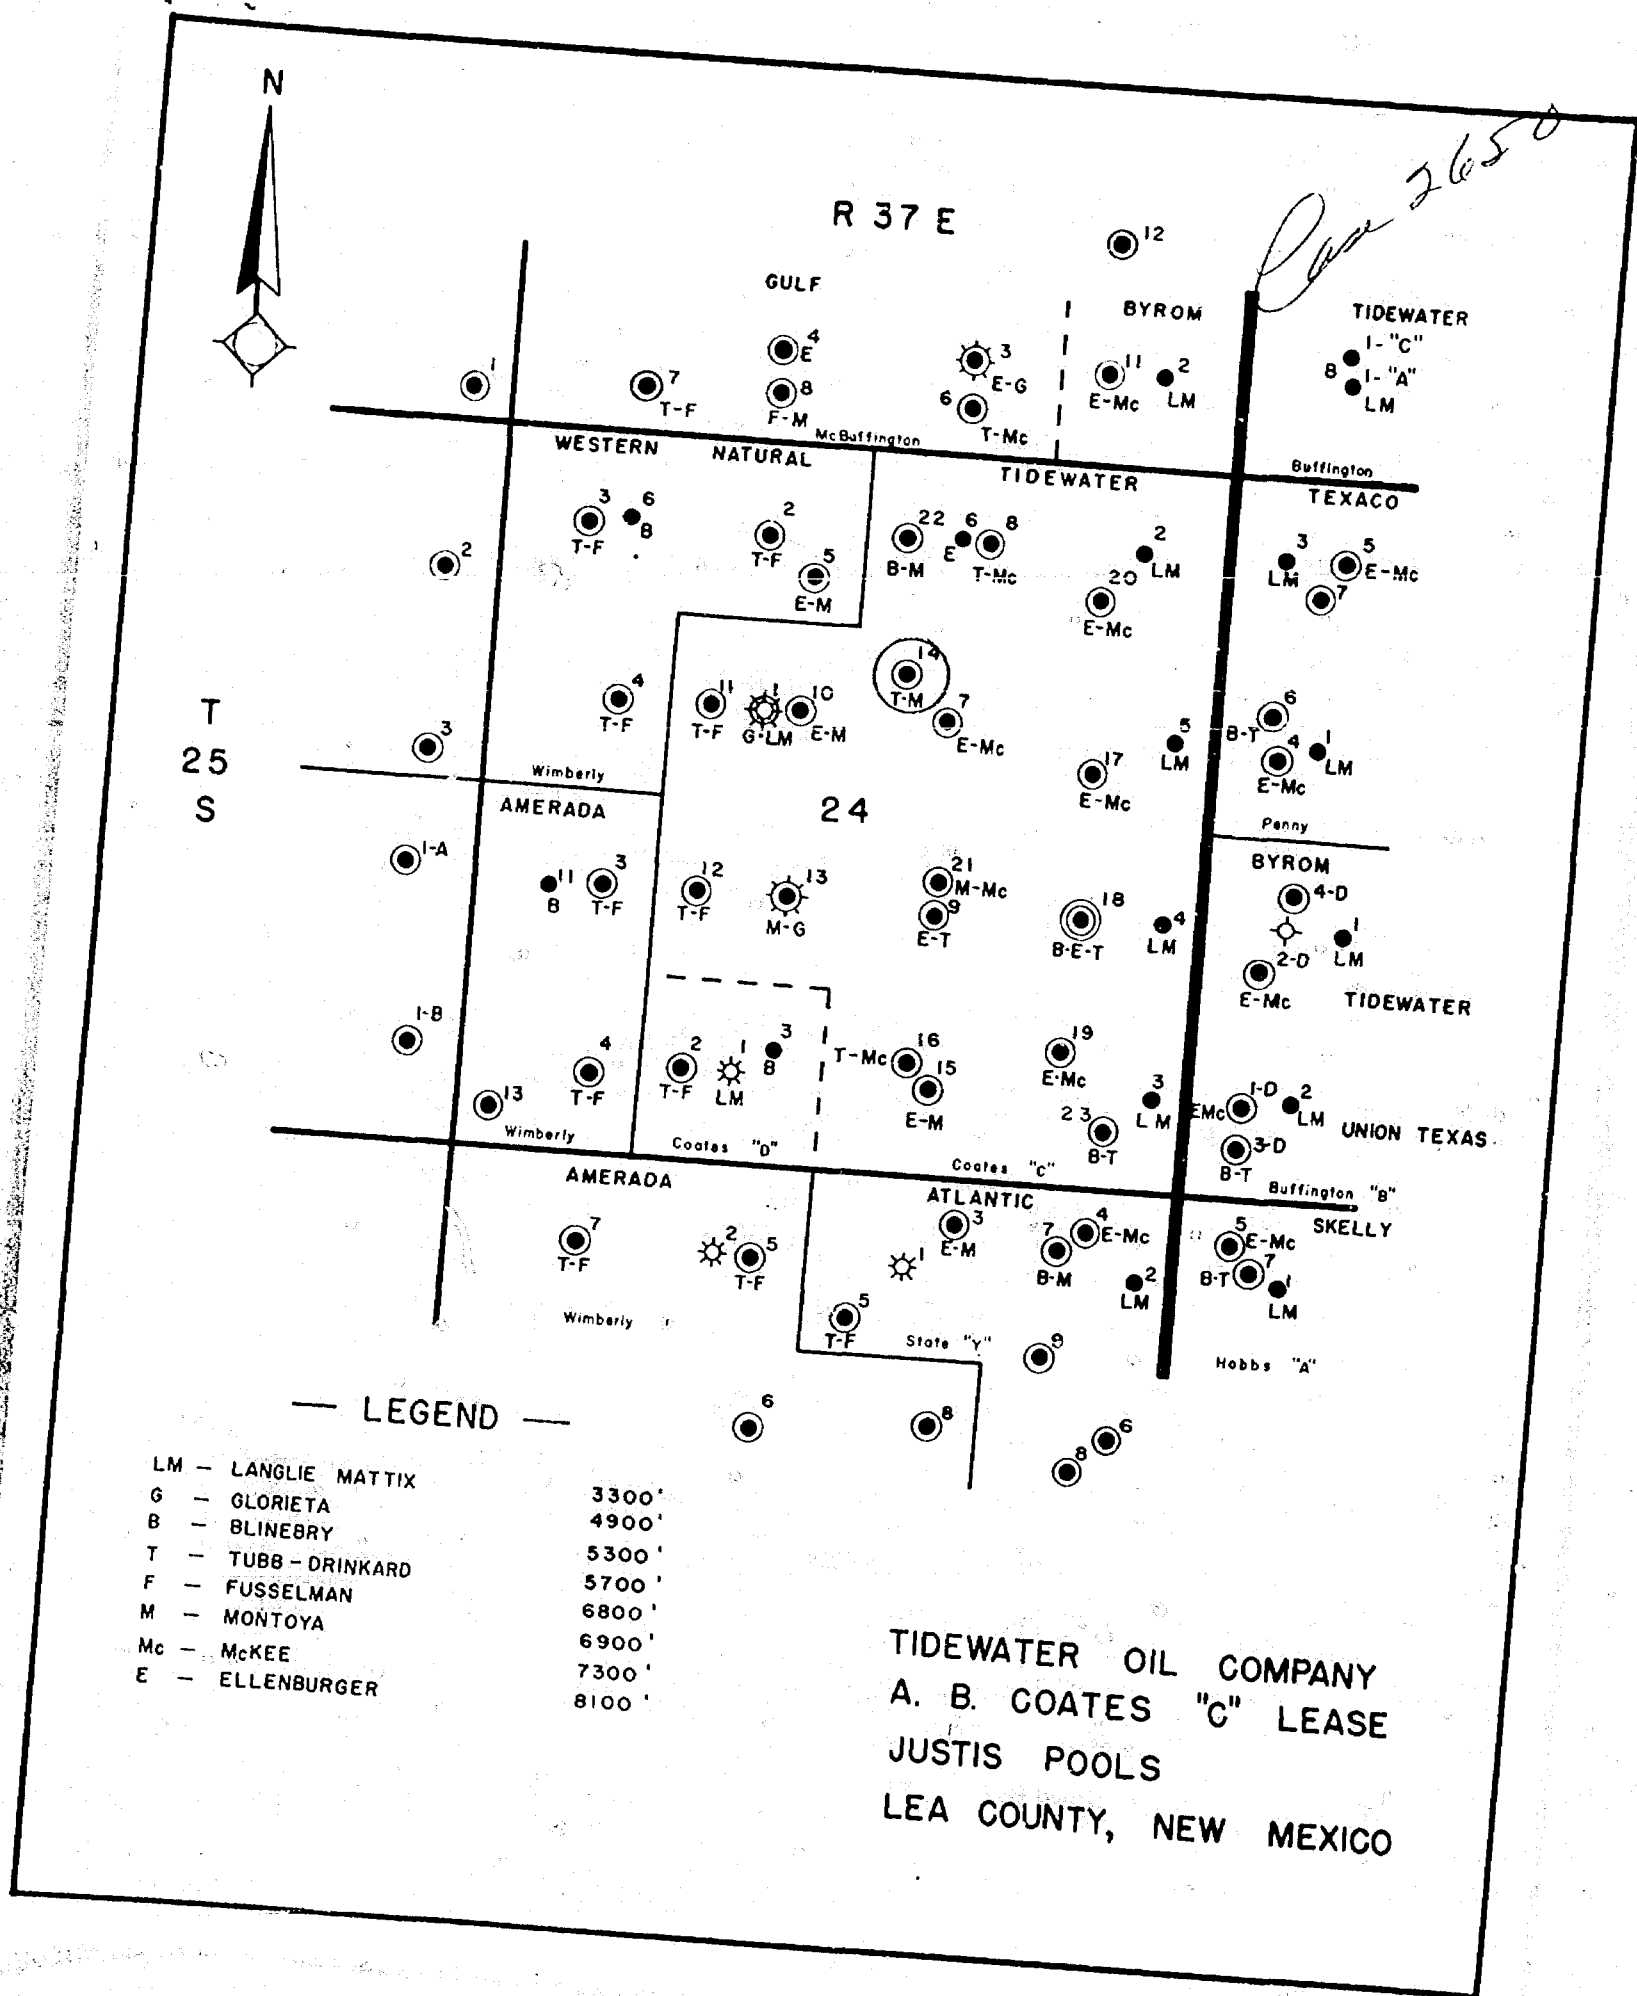 N
Case 2650
R 37 E
12
GULF
BYROM
TIDEWATER
1-"C"
8 1-"A"
LM
4
E
3
E-G
11
E-Mc
2
LM
1
7
T-F
8
F-M
6
T-Mc
McBuffington
Buffington
WESTERN NATURAL
TIDEWATER
TEXACO
3
T-F
6
B
2
T-F
5
E-M
22
B-M
6
E
8
T-Mc
2
LM
20
E-Mc
3
LM
5
E-Mc
7
2
14
T-M
4
T-F
11
T-F
1
G-LM
10
E-M
7
E-Mc
5
LM
6
B-T
4
E-Mc
1
LM
3
17
E-Mc
T
25
S
Wimberly
24
Penny
AMERADA
BYROM
1-A
11
B
3
T-F
12
T-F
13
M-G
21
M-Mc
9
E-T
18
B-E-T
4
LM
4-D
1
LM
2-D
E-Mc
TIDEWATER
1-B
4
T-F
2
T-F
1
LM
3
B
T-Mc
16
15
E-M
19
E-Mc
3
LM
23
B-T
EMc
1-D
2
LM
UNION TEXAS
3-D
B-T
13
Wimberly
Coates "D"
Coates "C"
Buffington "B"
AMERADA
ATLANTIC
SKELLY
7
T-F
2
5
T-F
1
3
E-M
7
B-M
4
E-Mc
2
LM
5
E-Mc
B-T
7
1
LM
5
T-F
Wimberly
State "Y"
9
Hobbs "A"
6
8
6
8
— LEGEND —
LM — LANGLIE MATTIX 3300'
G — GLORIETA 4900'
B — BLINEBRY 5300'
T — TUBB-DRINKARD 5700'
F — FUSSELMAN 6800'
M — MONTOYA 6900'
Mc — McKEE 7300'
E — ELLENBURGER 8100'
TIDEWATER OIL COMPANY
A. B. COATES "C" LEASE
JUSTIS POOLS
LEA COUNTY, NEW MEXICO